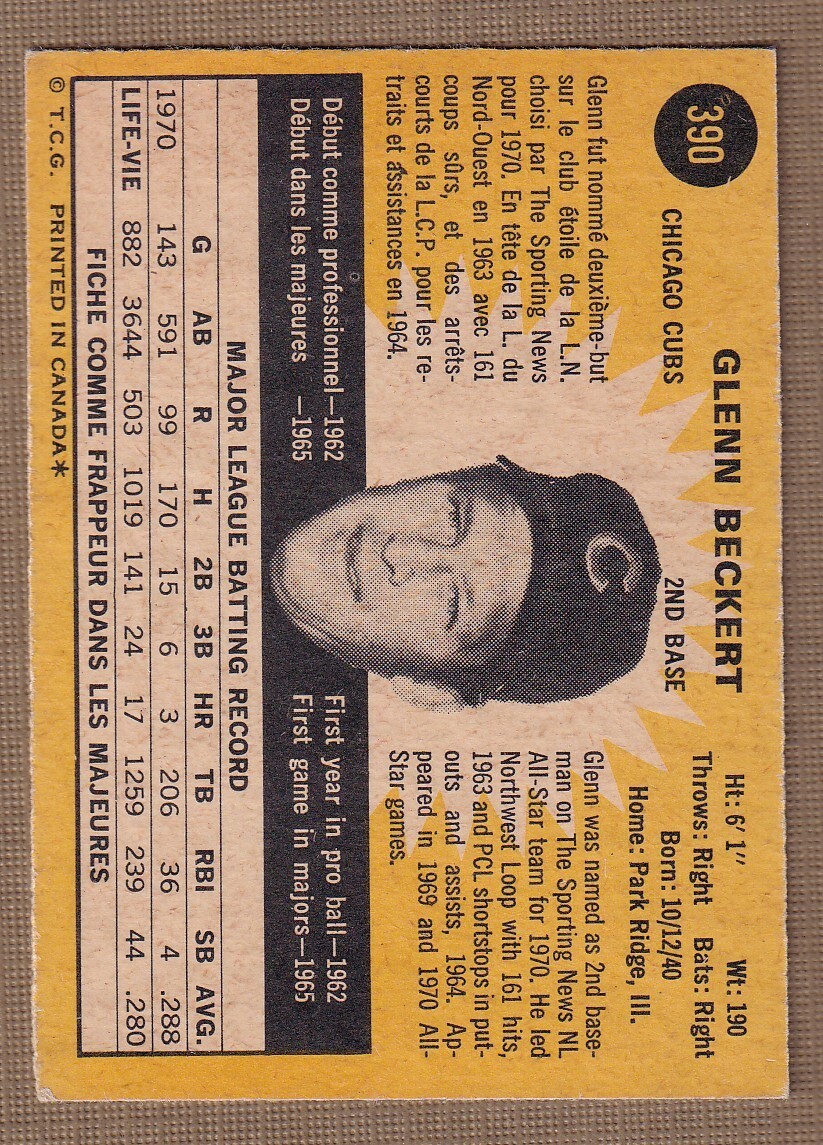 390
GLENN BECKERT
CHICAGO CUBS
2ND BASE
Ht: 6' 1" Wt: 190
Throws: Right Bats: Right
Born: 10/12/40
Home: Park Ridge, Ill.
Glenn fut nommé deuxième-but
sur le club étoile de la L.N.
choisi par The Sporting News
pour 1970. En tête de la L. du
Nord-Ouest en 1963 avec 161
coups sûrs, et des arrêts-
courts de la L.C.P. pour les re-
traits et assistances en 1964.
Glenn was named as 2nd base-
man on The Sporting News NL
All-Star team for 1970. He led
Northwest Loop with 161 hits,
1963 and PCL shortstops in put-
outs and assists, 1964. Ap-
peared in 1969 and 1970 All-
Star games.
Début comme professionnel—1962
Début dans les majeures —1965
First year in pro ball—1962
First game in majors—1965
MAJOR LEAGUE BATTING RECORD
G AB R H 2B 3B HR TB RBI SB AVG.
1970 143 591 99 170 15 6 3 206 36 4 .288
LIFE-VIE 882 3644 503 1019 141 24 17 1259 239 44 .280
FICHE COMME FRAPPEUR DANS LES MAJEURES
© T.C.G. PRINTED IN CANADA*
C